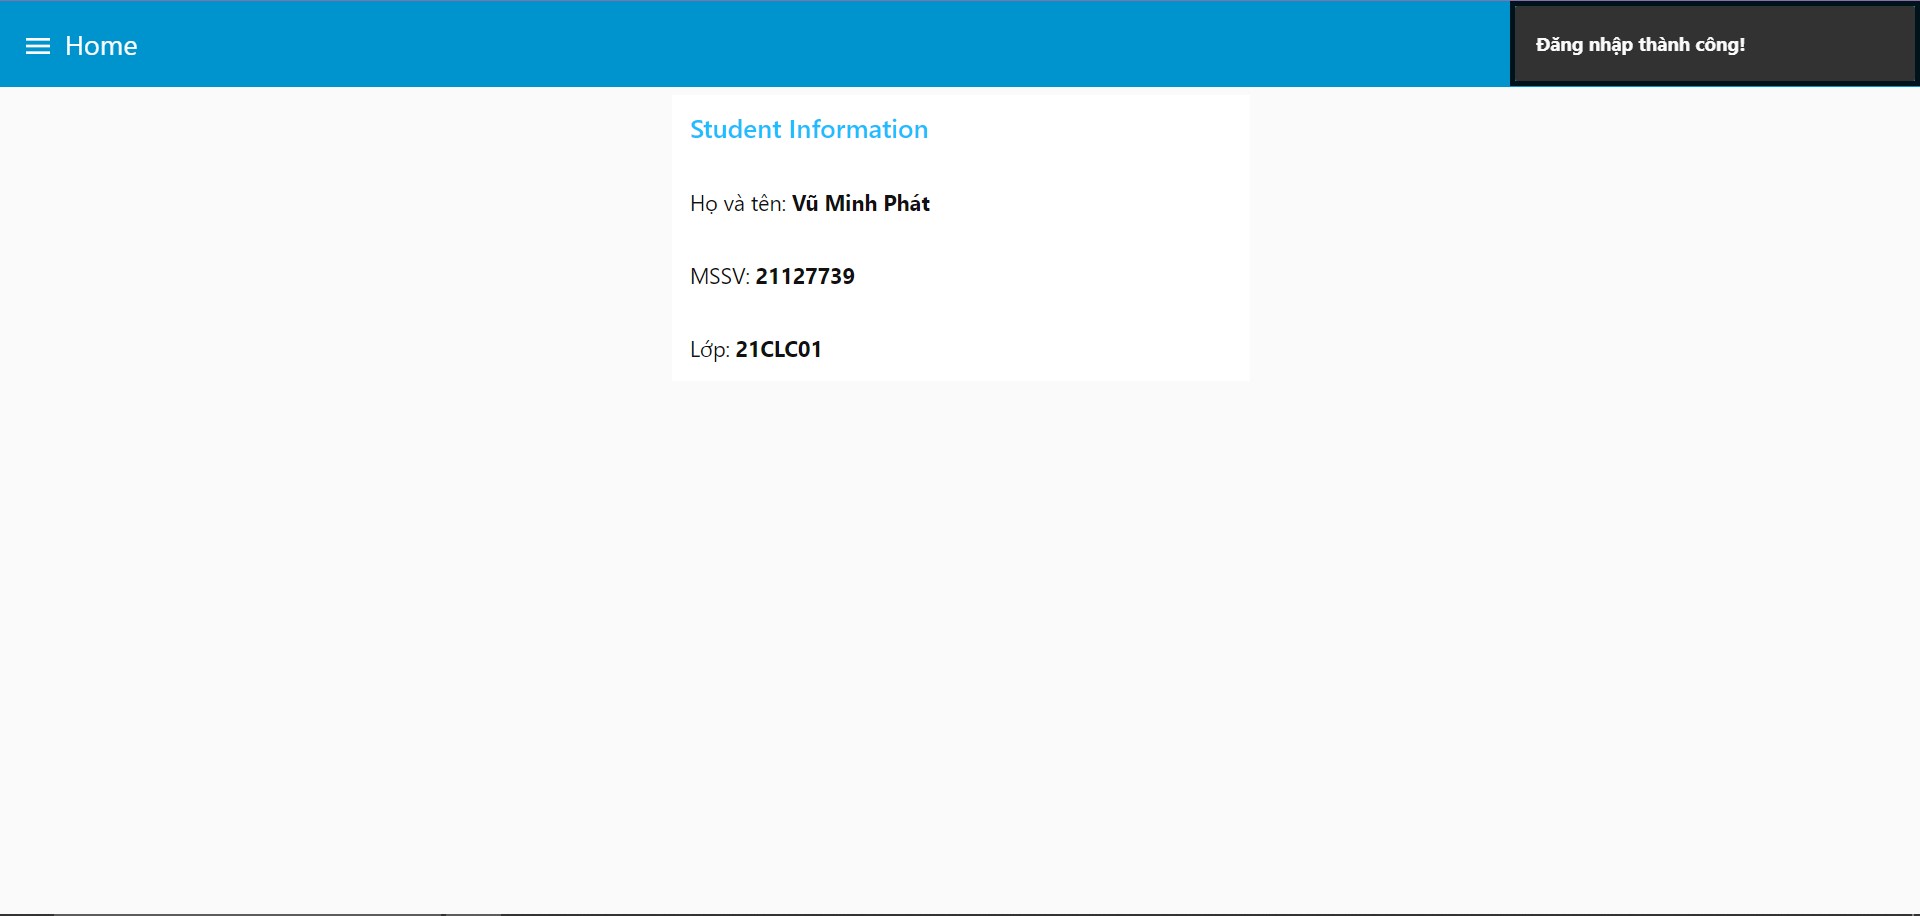 Home
Đăng nhập thành công!
Student Information
Họ và tên: Vũ Minh Phát
MSSV: 21127739
Lớp: 21CLC01